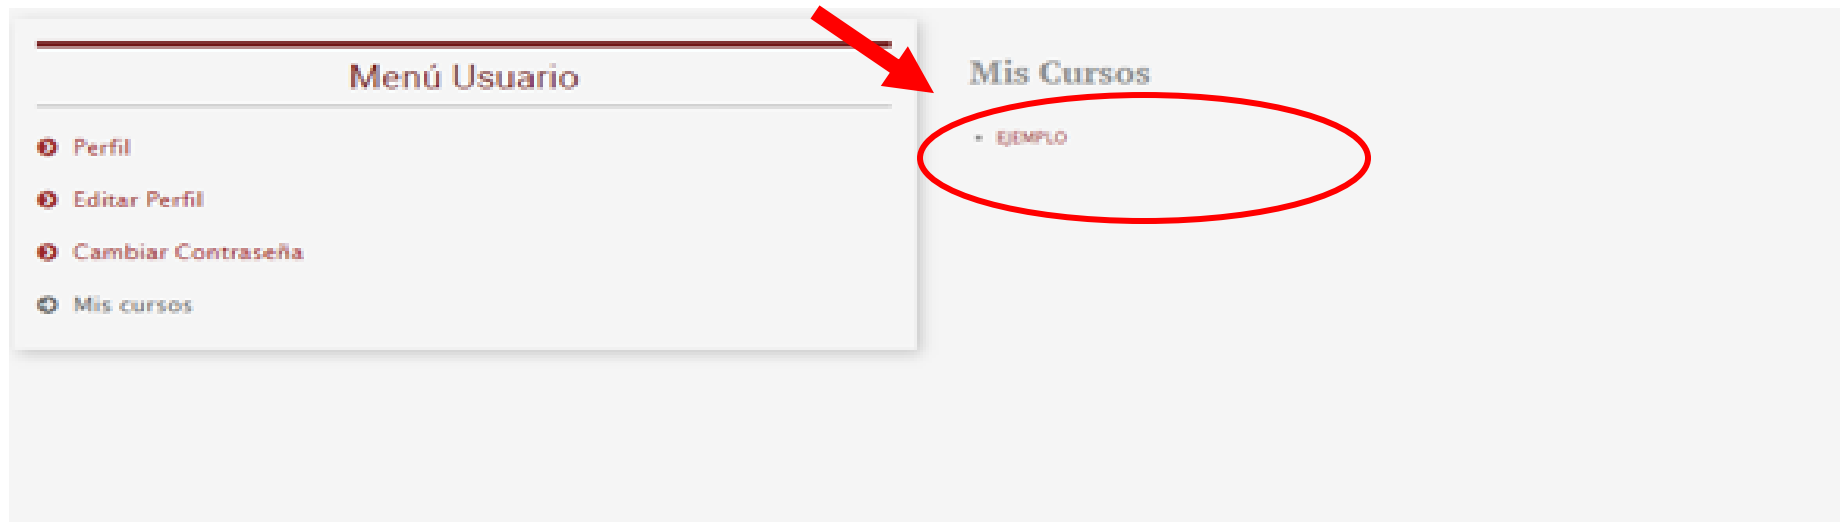 Menú Usuario
Perfil
Editar Perfil
Cambiar Contraseña
Mis cursos
Mis Cursos
EJEMPLO